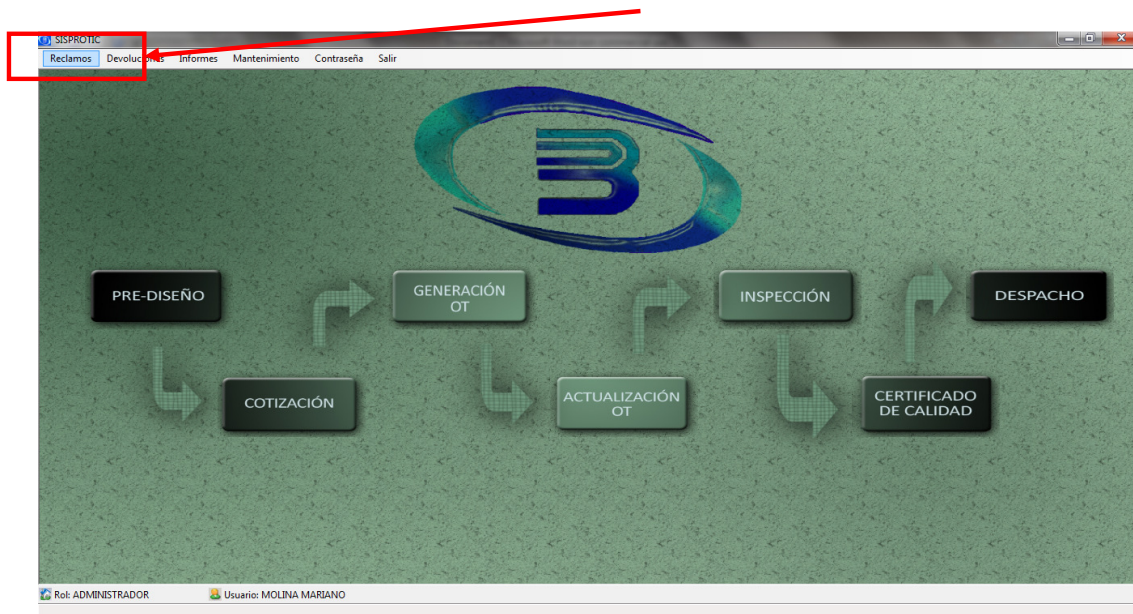 SISPROTIC
Reclamos Devoluciones Informes Mantenimiento Contraseña Salir
B
PRE-DISEÑO
GENERACIÓN
OT
INSPECCIÓN
DESPACHO
COTIZACIÓN
ACTUALIZACIÓN
OT
CERTIFICADO
DE CALIDAD
Rol: ADMINISTRADOR Usuario: MOLINA MARIANO